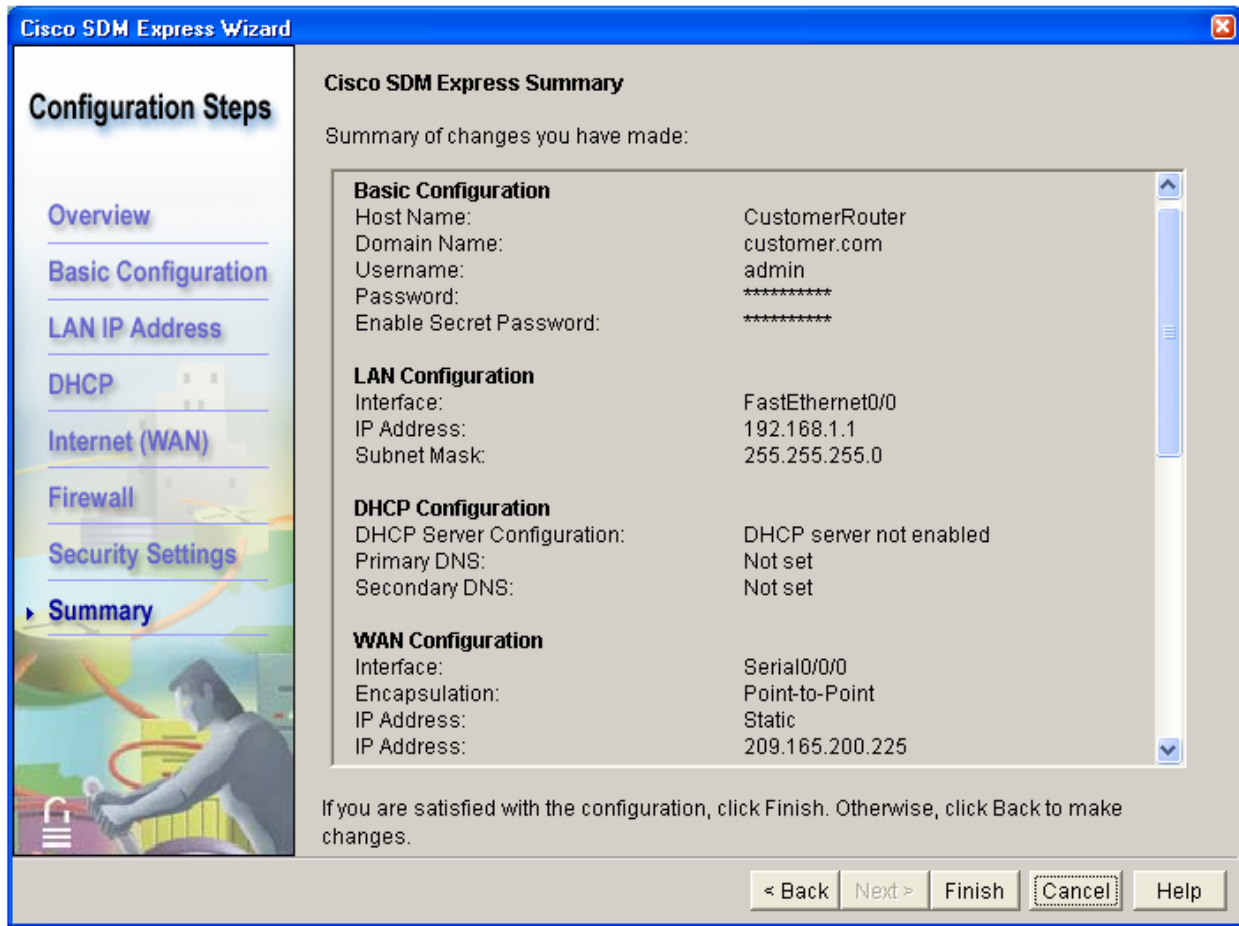 Cisco SDM Express Wizard
Configuration Steps
Overview
Basic Configuration
LAN IP Address
DHCP
Internet (WAN)
Firewall
Security Settings
Summary
Cisco SDM Express Summary
Summary of changes you have made:
Basic Configuration
Host Name: CustomerRouter
Domain Name: customer.com
Username: admin
Password: **********
Enable Secret Password: **********
LAN Configuration
Interface: FastEthernet0/0
IP Address: 192.168.1.1
Subnet Mask: 255.255.255.0
DHCP Configuration
DHCP Server Configuration: DHCP server not enabled
Primary DNS: Not set
Secondary DNS: Not set
WAN Configuration
Interface: Serial0/0/0
Encapsulation: Point-to-Point
IP Address: Static
IP Address: 209.165.200.225
If you are satisfied with the configuration, click Finish. Otherwise, click Back to make
changes.
< Back Next > Finish Cancel Help